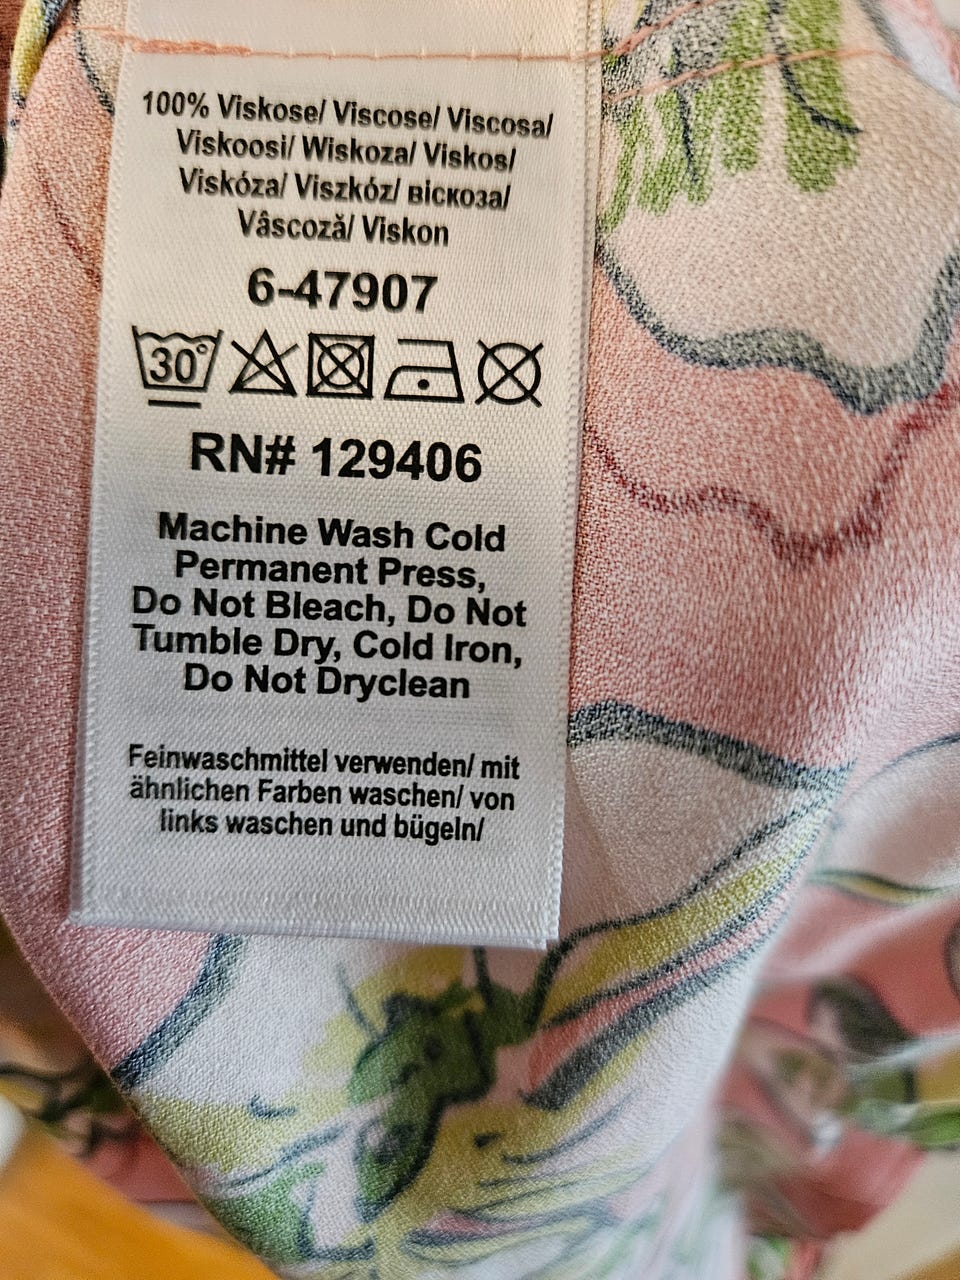 100% Viskose/ Viscose/ Viscosa/
Viskoosi/ Wiskoza/ Viskos/
Viskóza/ Viszkóz/ віскоза/
Vâscoză/ Viskon
6-47907
30°
RN# 129406
Machine Wash Cold
Permanent Press,
Do Not Bleach, Do Not
Tumble Dry, Cold Iron,
Do Not Dryclean
Feinwaschmittel verwenden/ mit
ähnlichen Farben waschen/ von
links waschen und bügeln/